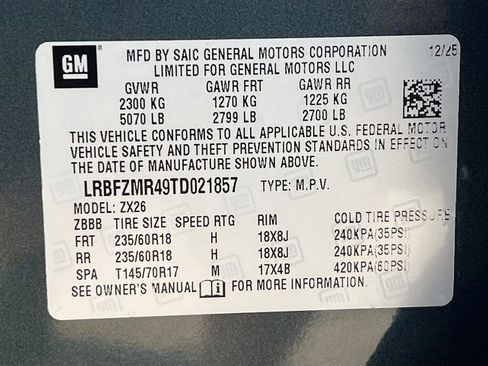 GM
MFD BY SAIC GENERAL MOTORS CORPORATION 12/25
LIMITED FOR GENERAL MOTORS LLC
GVWR GAWR FRT GAWR RR
2300 KG 1270 KG 1225 KG
5070 LB 2799 LB 2700 LB
THIS VEHICLE CONFORMS TO ALL APPLICABLE U.S. FEDERAL MOTOR
VEHICLE SAFETY AND THEFT PREVENTION STANDARDS IN EFFECT ON
THE DATE OF MANUFACTURE SHOWN ABOVE.
LRBFZMR49TD021857 TYPE: M.P.V.
MODEL: ZX26
ZBBB TIRE SIZE SPEED RTG RIM COLD TIRE PRESSURE
FRT 235/60R18 H 18X8J 240KPA(35PSI)
RR 235/60R18 H 18X8J 240KPA(35PSI)
SPA T145/70R17 M 17X4B 420KPA(60PSI)
SEE OWNER'S MANUAL i FOR MORE INFORMATION.